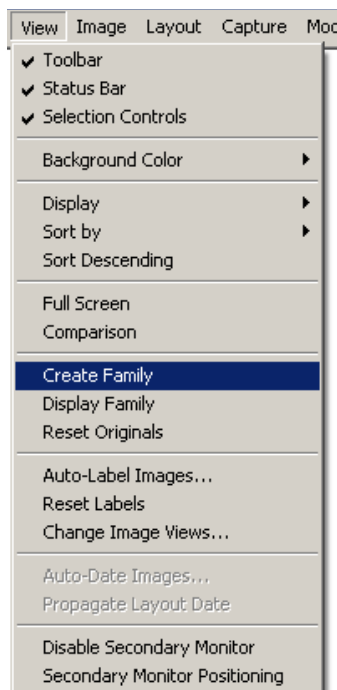 View Image Layout Capture
Toolbar
Status Bar
Selection Controls
Background Color
Display
Sort by
Sort Descending
Full Screen
Comparison
Create Family
Display Family
Reset Originals
Auto-Label Images...
Reset Labels
Change Image Views...
Auto-Date Images...
Propagate Layout Date
Disable Secondary Monitor
Secondary Monitor Positioning